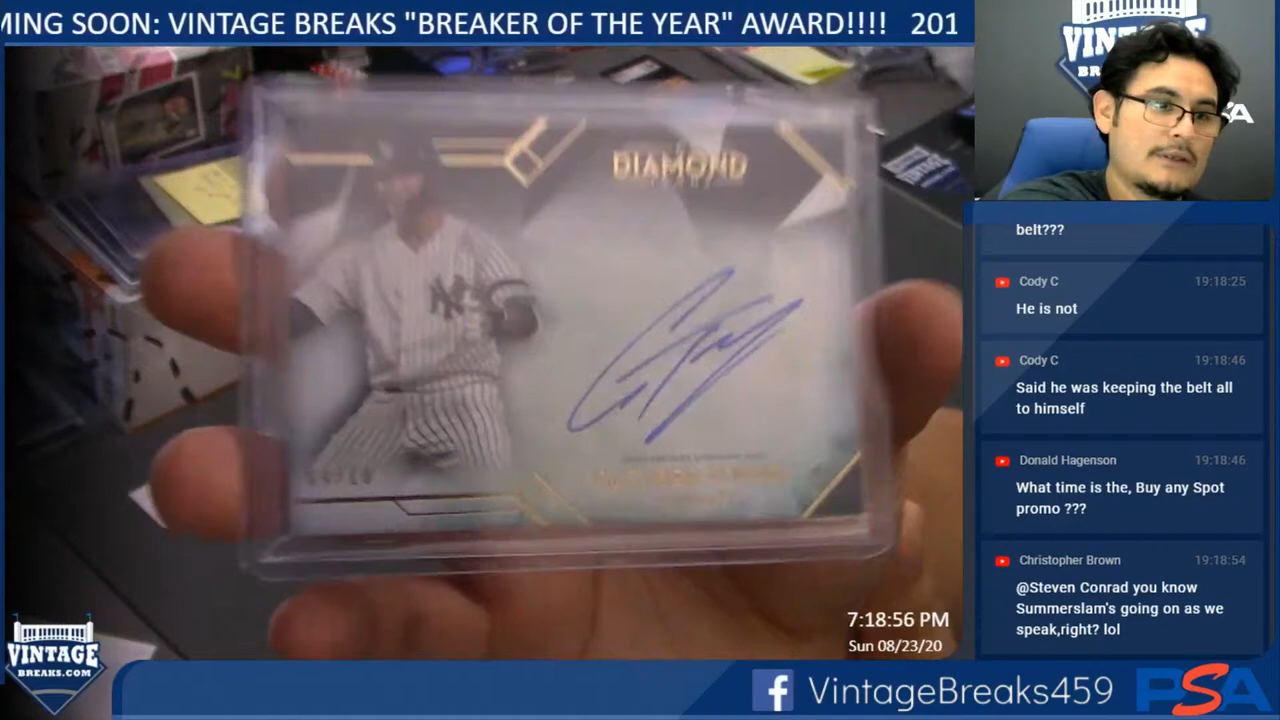 MING SOON: VINTAGE BREAKS "BREAKER OF THE YEAR" AWARD!!!! 201
DIAMOND
NY
belt???
Cody C 19:18:25
He is not
Cody C 19:18:46
Said he was keeping the belt all
to himself
Donald Hagenson 19:18:46
What time is the, Buy any Spot
promo ???
Christopher Brown 19:18:54
@Steven Conrad you know
Summerslam's going on as we
speak,right? lol
7:18:56 PM
Sun 08/23/20
VINTAGE
BREAKS.COM
VintageBreaks459
PSA